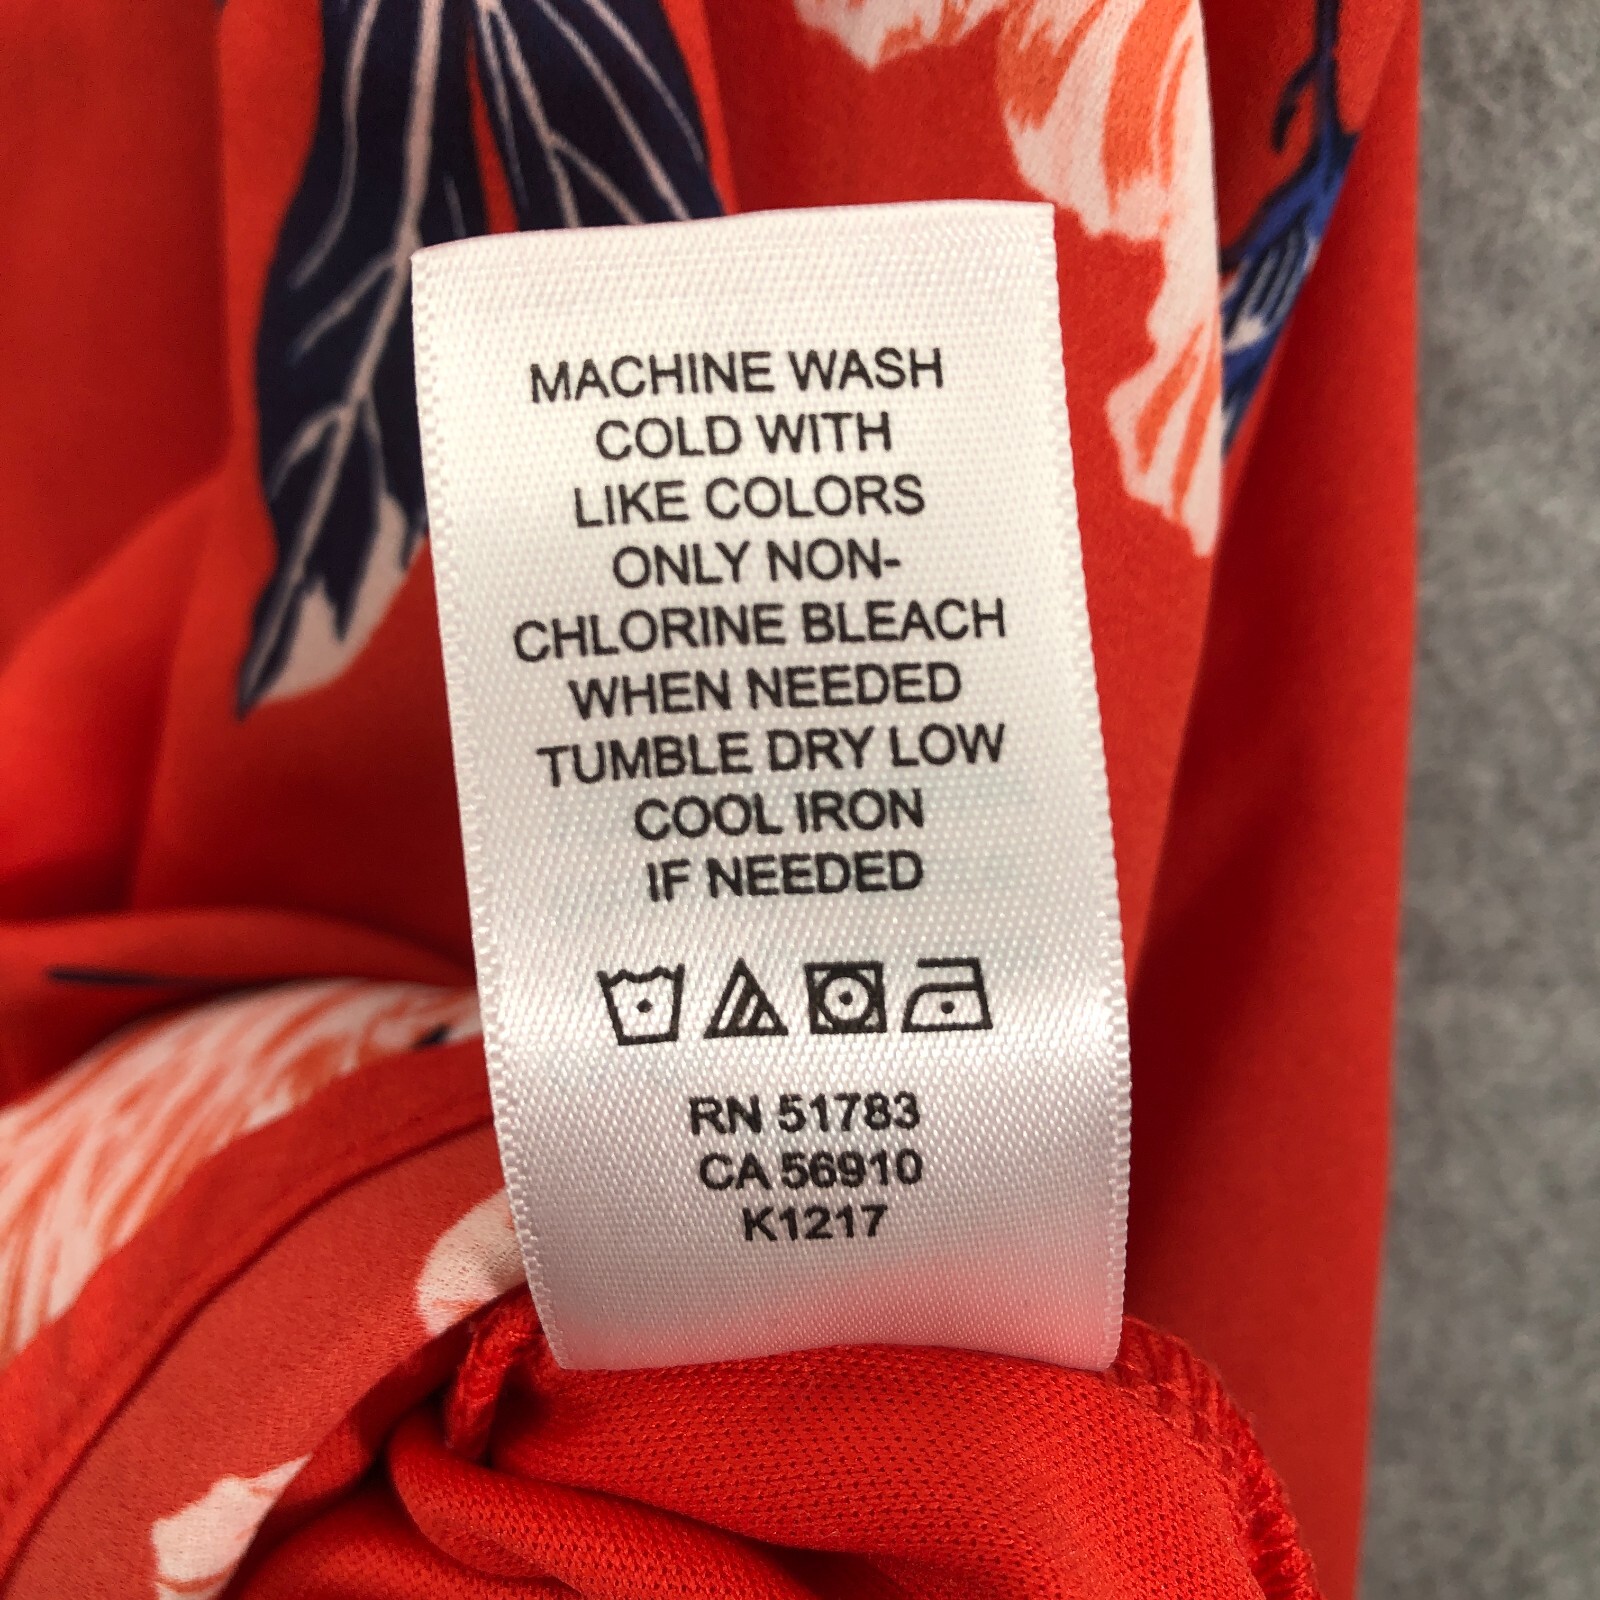 MACHINE WASH
COLD WITH
LIKE COLORS
ONLY NON-
CHLORINE BLEACH
WHEN NEEDED
TUMBLE DRY LOW
COOL IRON
IF NEEDED
RN 51783
CA 56910
K1217